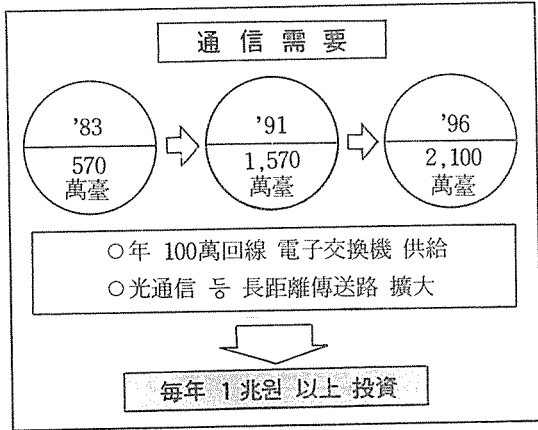 通信需要
'83
570
萬臺
'91
1,570
萬臺
'96
2,100
萬臺
○年 100萬回線 電子交換機 供給
○光通信 등 長距離傳送路 擴大
每年 1兆원 以上 投資